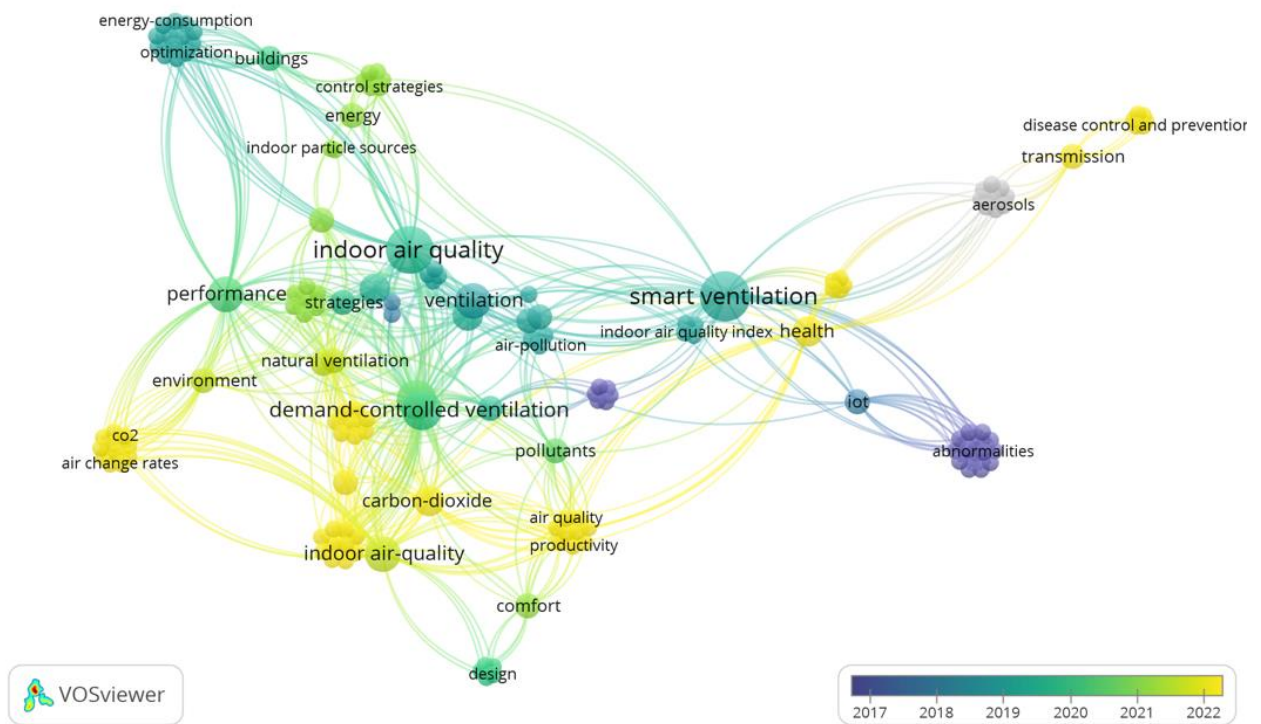 energy-consumption
optimization
buildings
control strategies
energy
indoor particle sources
disease control and prevention
transmission
aerosols
indoor air quality
performance
strategies
ventilation
smart ventilation
indoor air quality index
health
air-pollution
natural ventilation
environment
demand-controlled ventilation
iot
co2
air change rates
pollutants
abnormalities
carbon-dioxide
air quality
productivity
indoor air-quality
comfort
design
VOSviewer
2017 2018 2019 2020 2021 2022